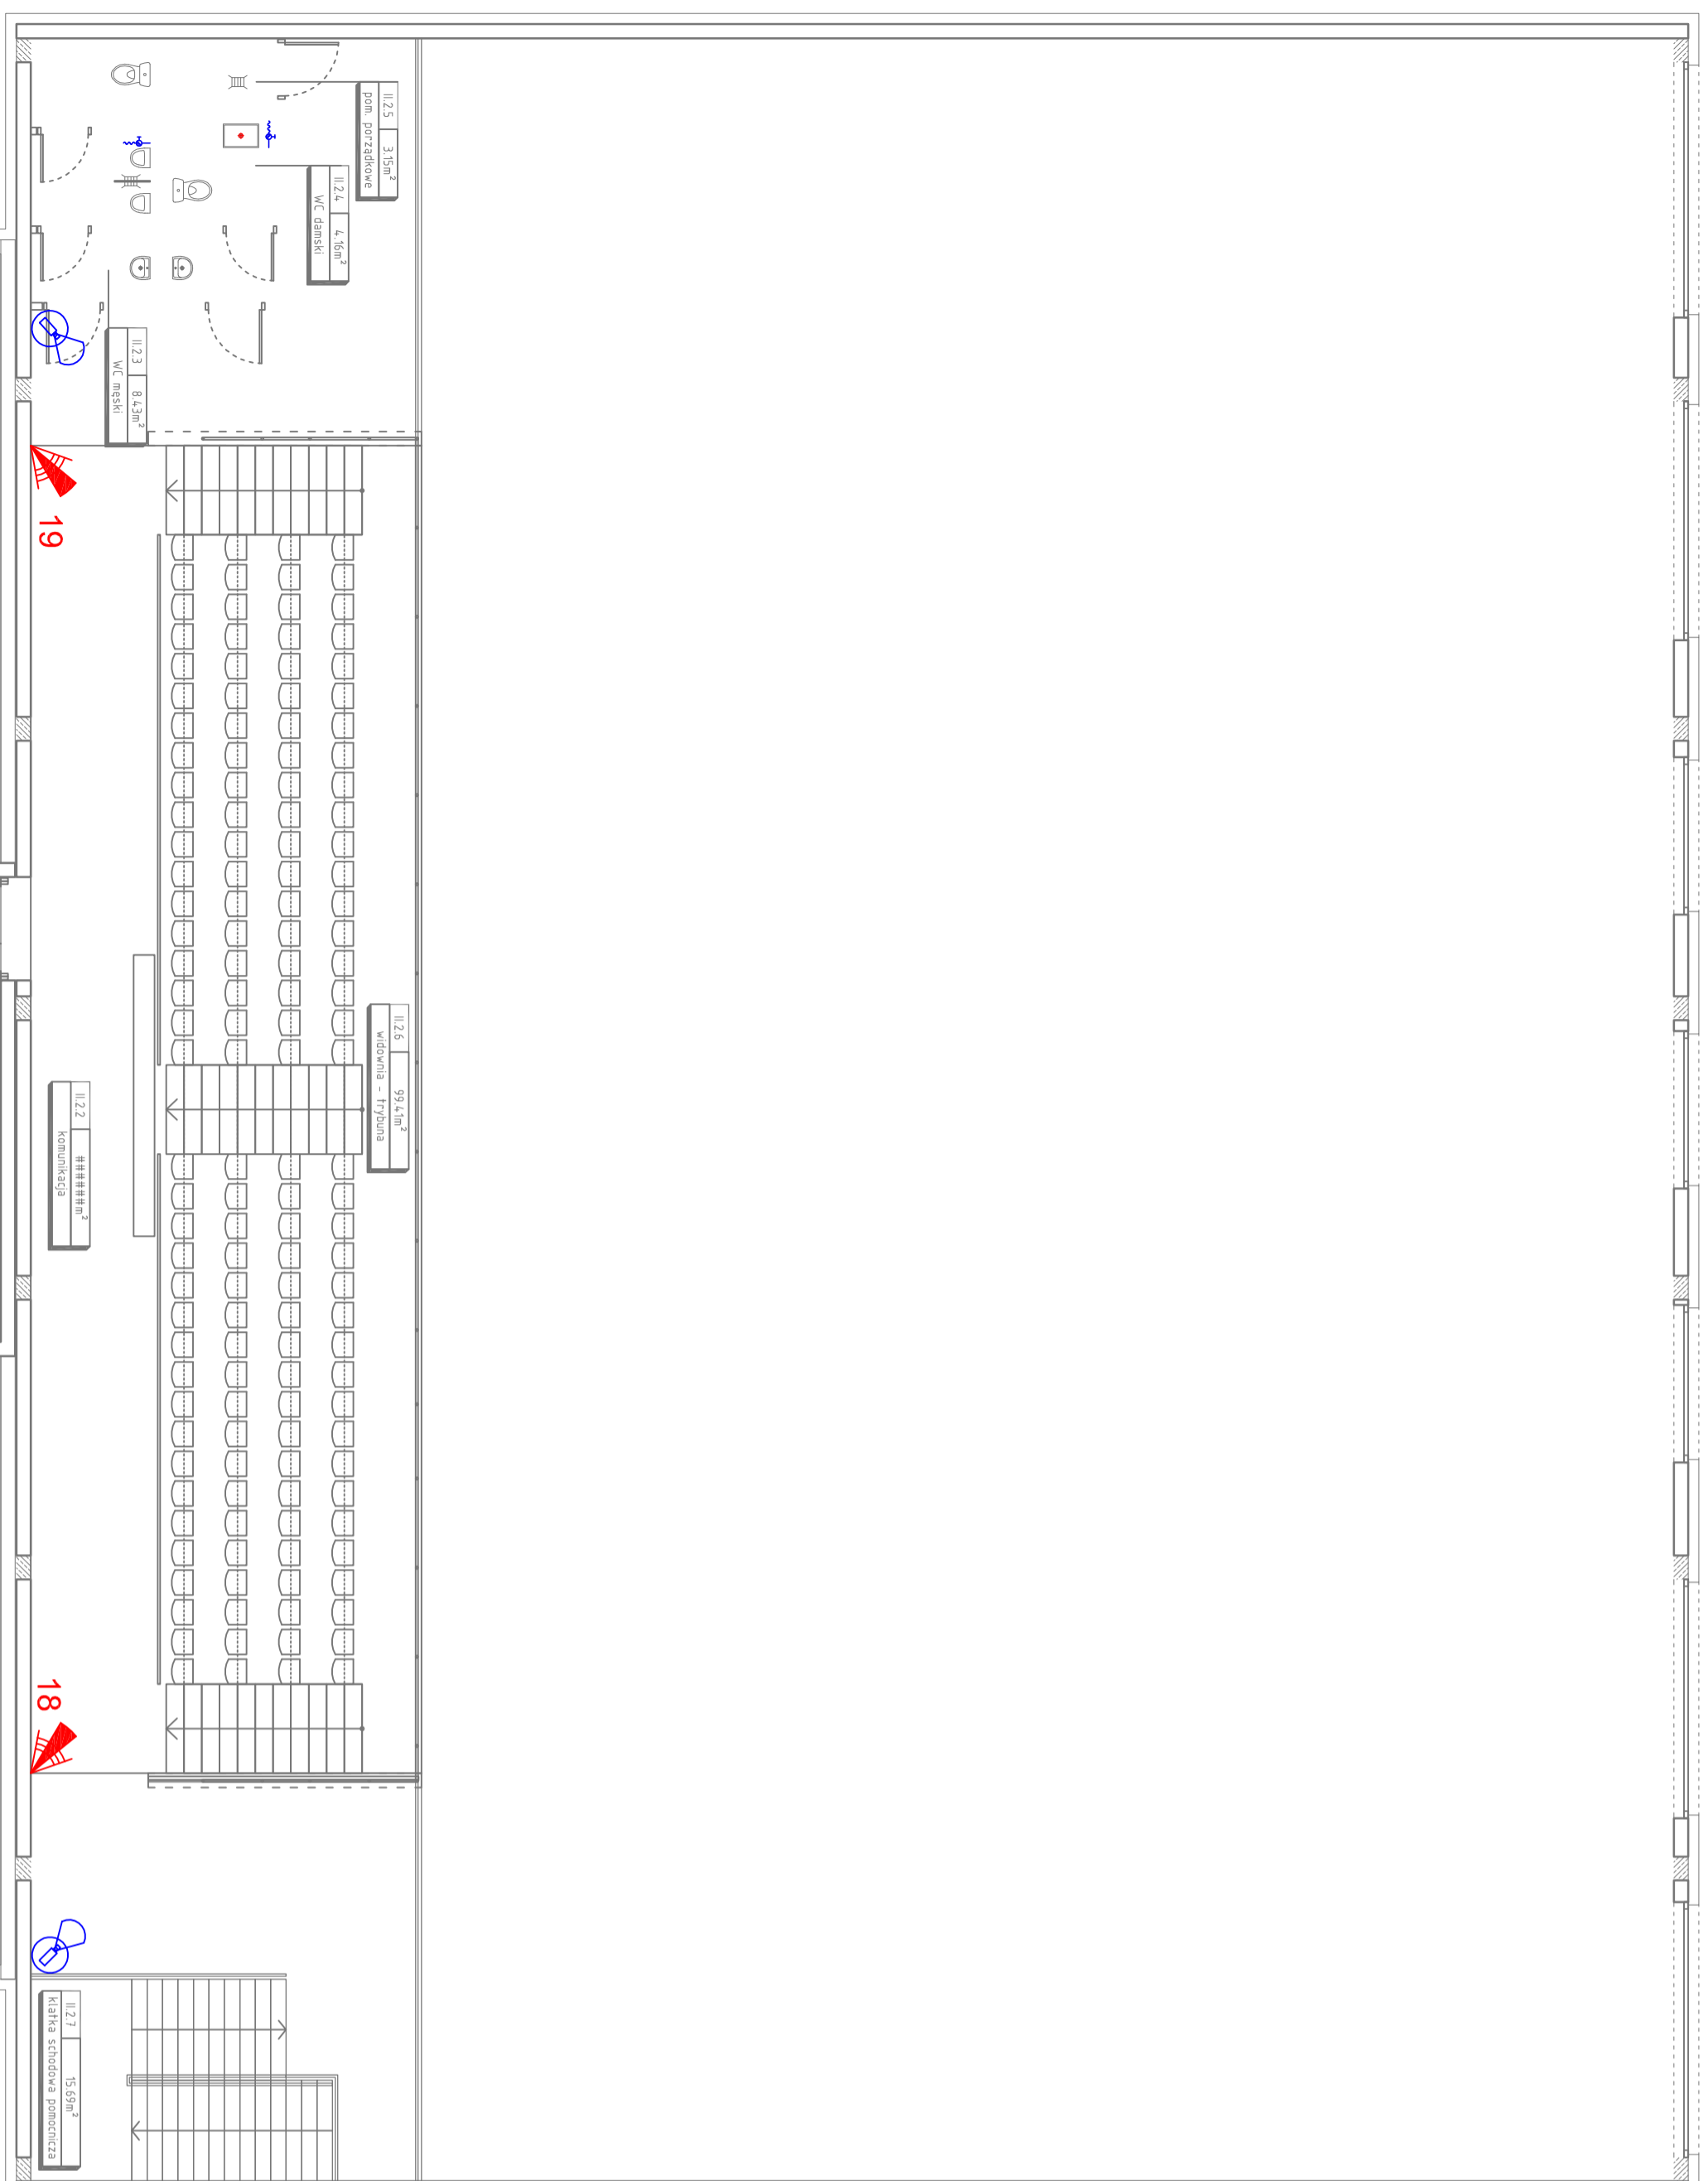 II.2.5 3.15m²
pom. porządkowe
II.2.4 4.16m²
WC damski
II.2.3 8.43m²
WC męski
19
II.2.6 99.41m²
widownia - trybuna
II.2.2 ######m²
komunikacja
18
II.2.7 15.69m²
klatka schodowa pomocnicza